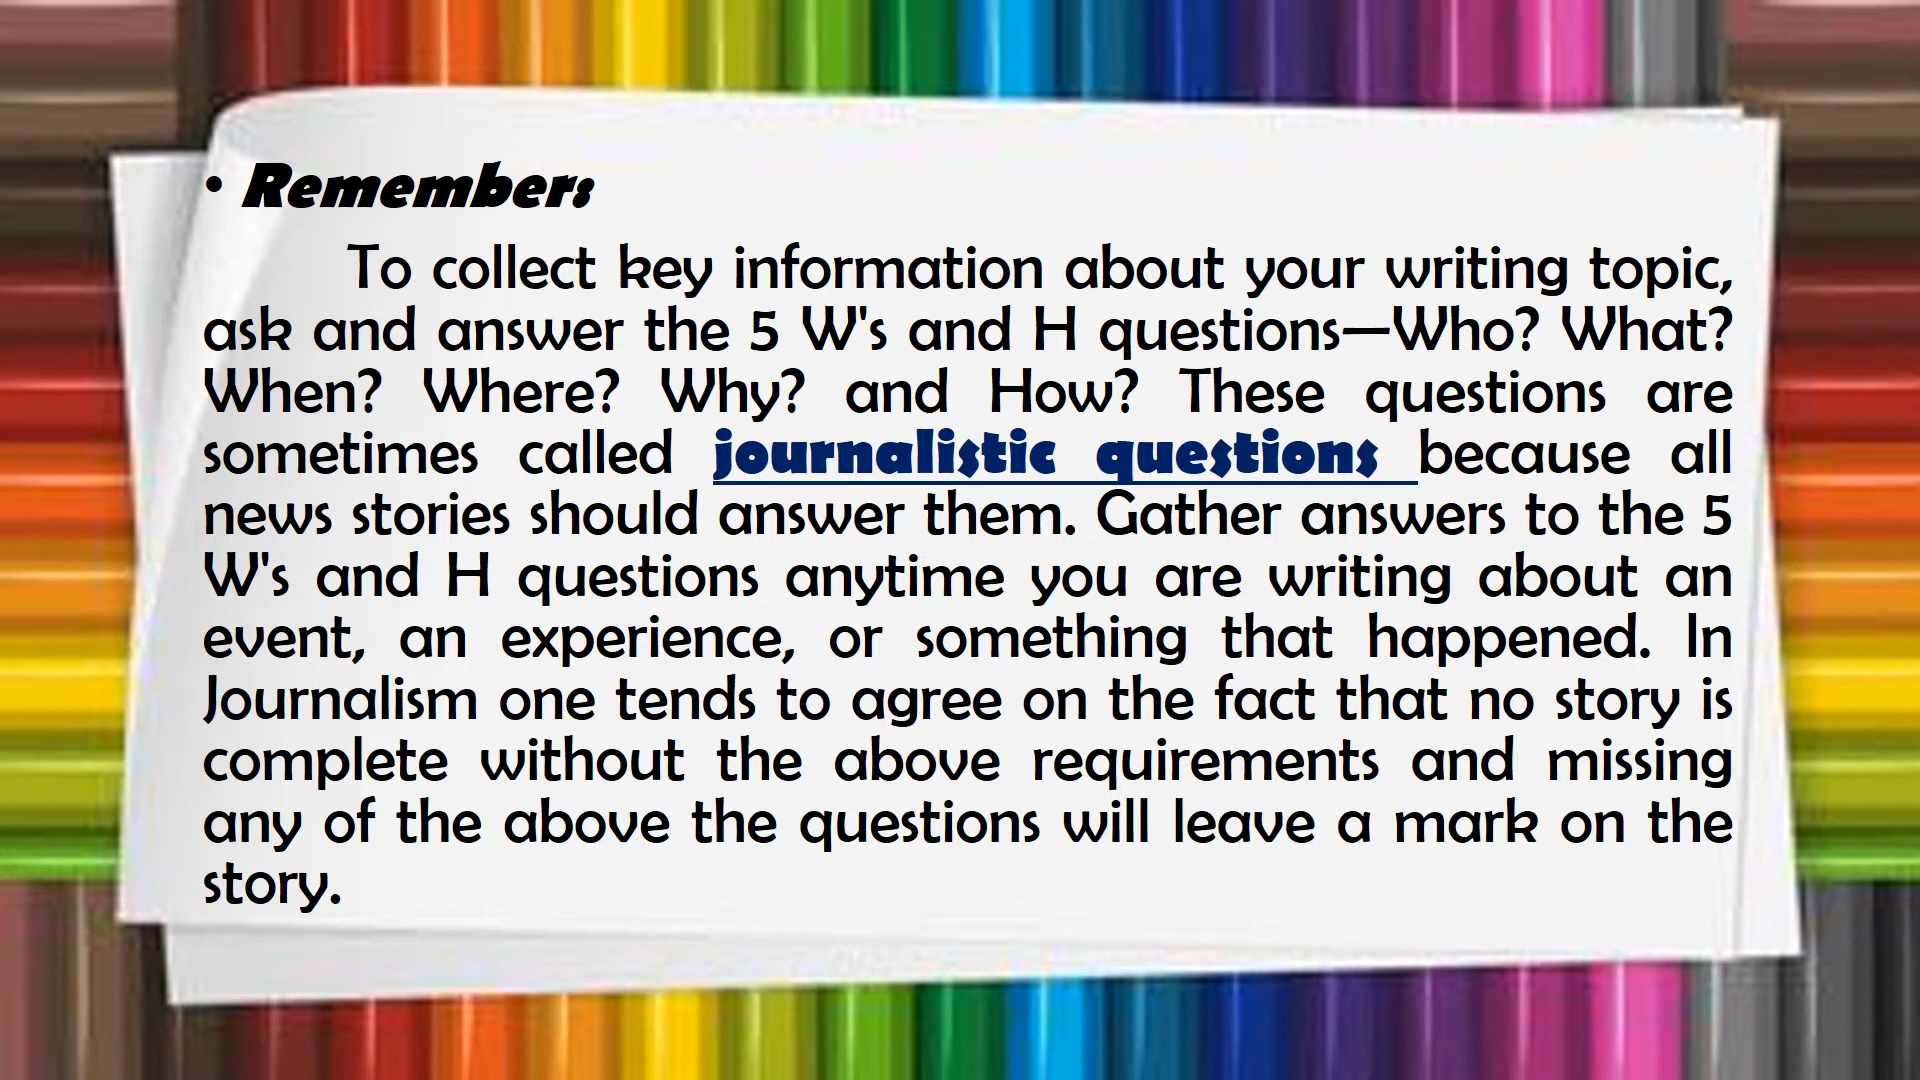 • Remember:
To collect key information about your writing topic,
ask and answer the 5 W's and H questions—Who? What?
When? Where? Why? and How? These questions are
sometimes called journalistic questions because all
news stories should answer them. Gather answers to the 5
W's and H questions anytime you are writing about an
event, an experience, or something that happened. In
Journalism one tends to agree on the fact that no story is
complete without the above requirements and missing
any of the above the questions will leave a mark on the
story.